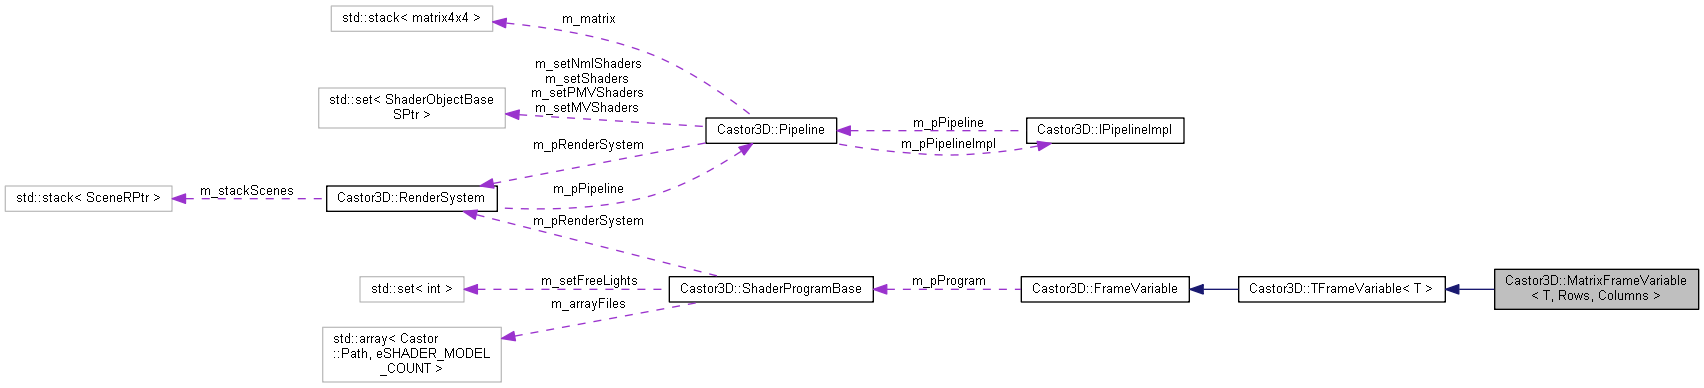 std::stack< matrix4x4 >
m_matrix
m_setNmlShaders
m_setShaders
m_setPMVShaders
m_setMVShaders
std::set< ShaderObjectBase
SPtr >
Castor3D::Pipeline
m_pPipeline
Castor3D::IPipelineImpl
m_pPipelineImpl
m_pRenderSystem
std::stack< SceneRPtr >
m_stackScenes
Castor3D::RenderSystem
m_pPipeline
m_pRenderSystem
std::set< int >
m_setFreeLights
Castor3D::ShaderProgramBase
m_pProgram
Castor3D::FrameVariable
Castor3D::TFrameVariable< T >
Castor3D::MatrixFrameVariable
< T, Rows, Columns >
m_arrayFiles
std::array< Castor
::Path, eSHADER_MODEL
_COUNT >